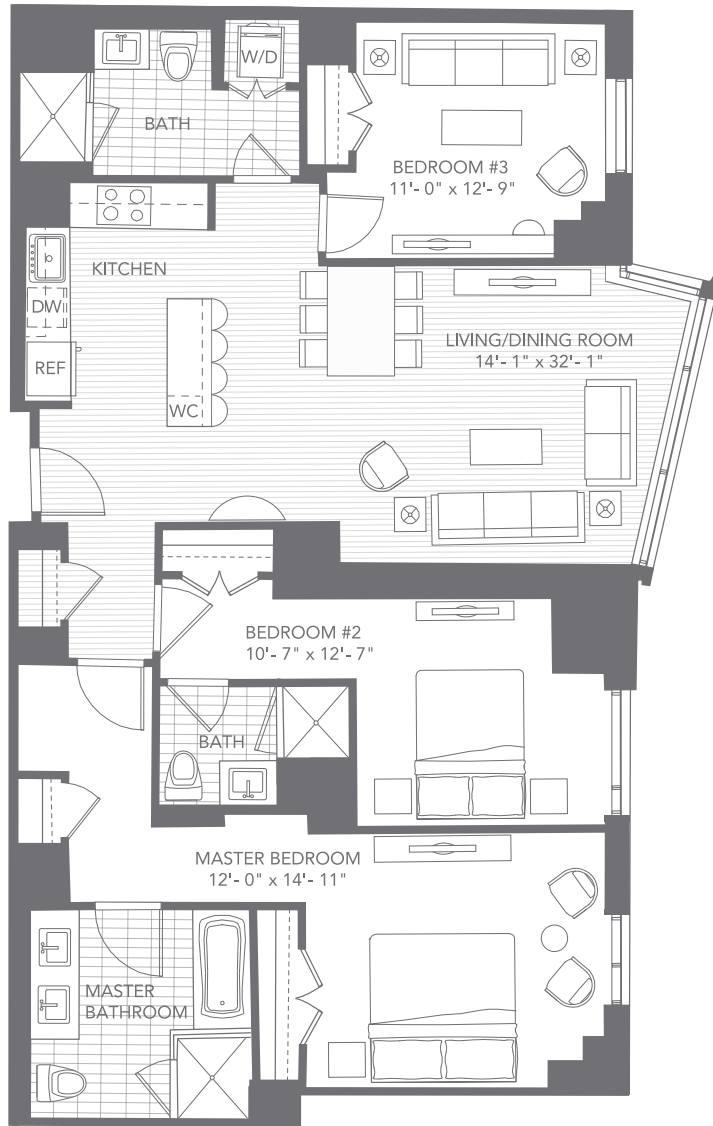 W/D
BATH
BEDROOM #3
11'- 0" x 12'- 9"
KITCHEN
DW
REF
WC
LIVING/DINING ROOM
14'- 1" x 32'- 1"
BEDROOM #2
10'- 7" x 12'- 7"
BATH
MASTER BEDROOM
12'- 0" x 14'- 11"
MASTER
BATHROOM